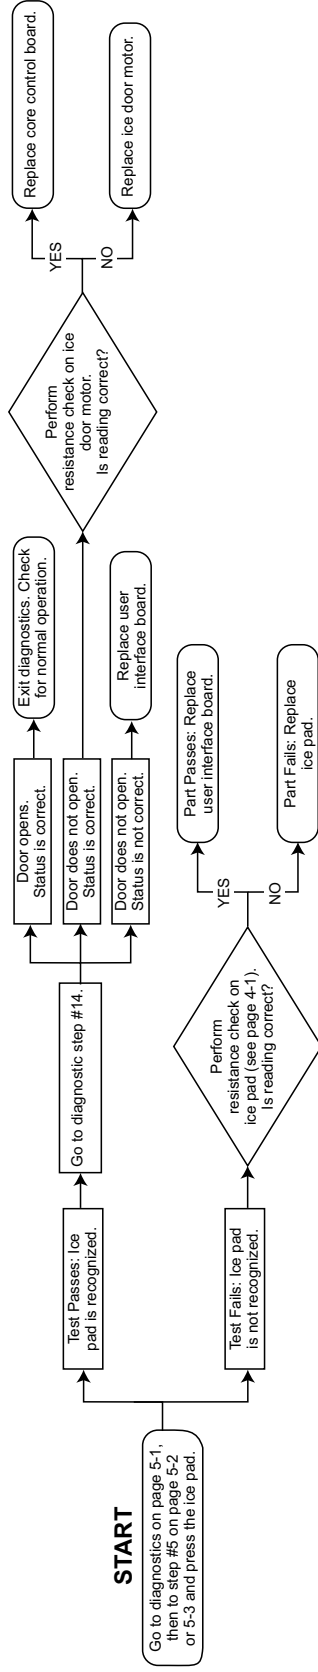 START
Go to diagnostics on page 5-1,
then to step #5 on page 5-2
or 5-3 and press the ice pad.
Test Passes: Ice
pad is recognized.
Go to diagnostic step #14.
Door opens.
Status is correct.
Exit diagnostics. Check
for normal operation.
Door does not open.
Status is correct.
Perform
resistance check on ice
door motor.
Is reading correct?
YES
Replace core control board.
NO
Replace ice door motor.
Door does not open.
Status is not correct.
Replace user
interface board.
Test Fails: Ice pad
is not recognized.
Perform
resistance check on
ice pad (see page 4-1).
Is reading correct?
YES
Part Passes: Replace
user interface board.
NO
Part Fails: Replace
ice pad.